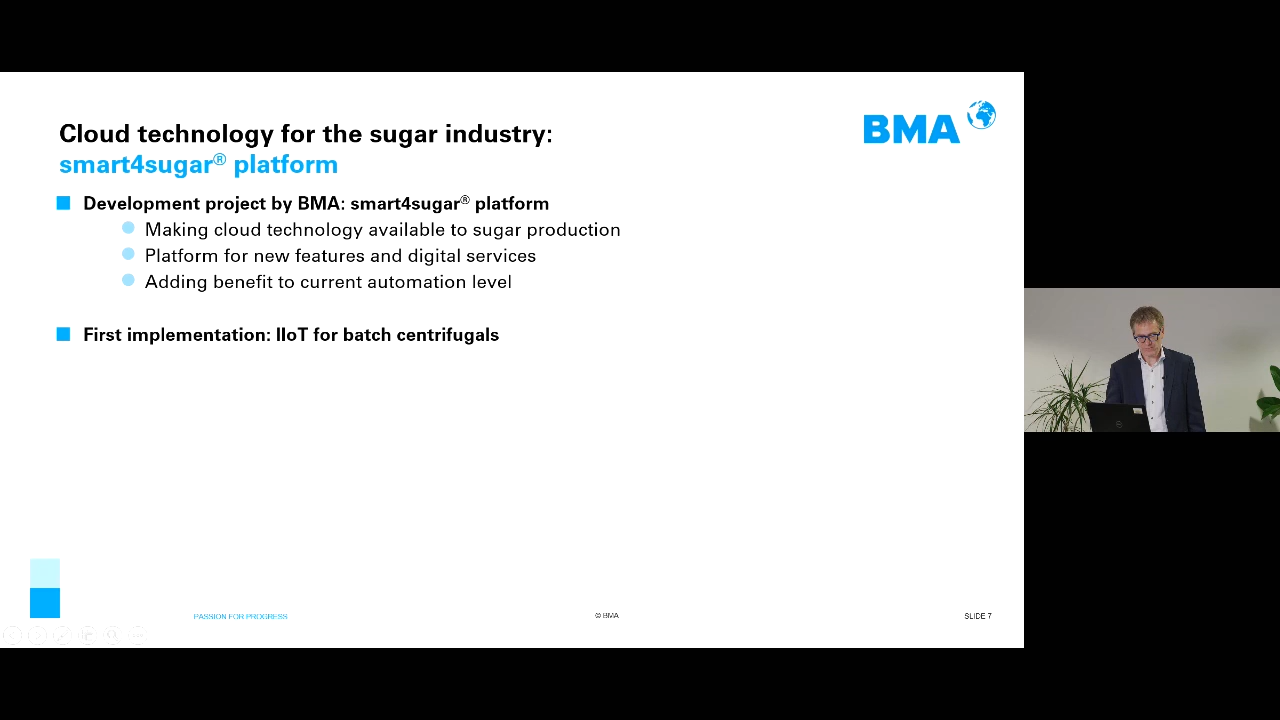 BMA
Cloud technology for the sugar industry:
smart4sugar® platform
Development project by BMA: smart4sugar® platform
Making cloud technology available to sugar production
Platform for new features and digital services
Adding benefit to current automation level
First implementation: IIoT for batch centrifugals
PASSION FOR PROGRESS
© BMA
SLIDE 7